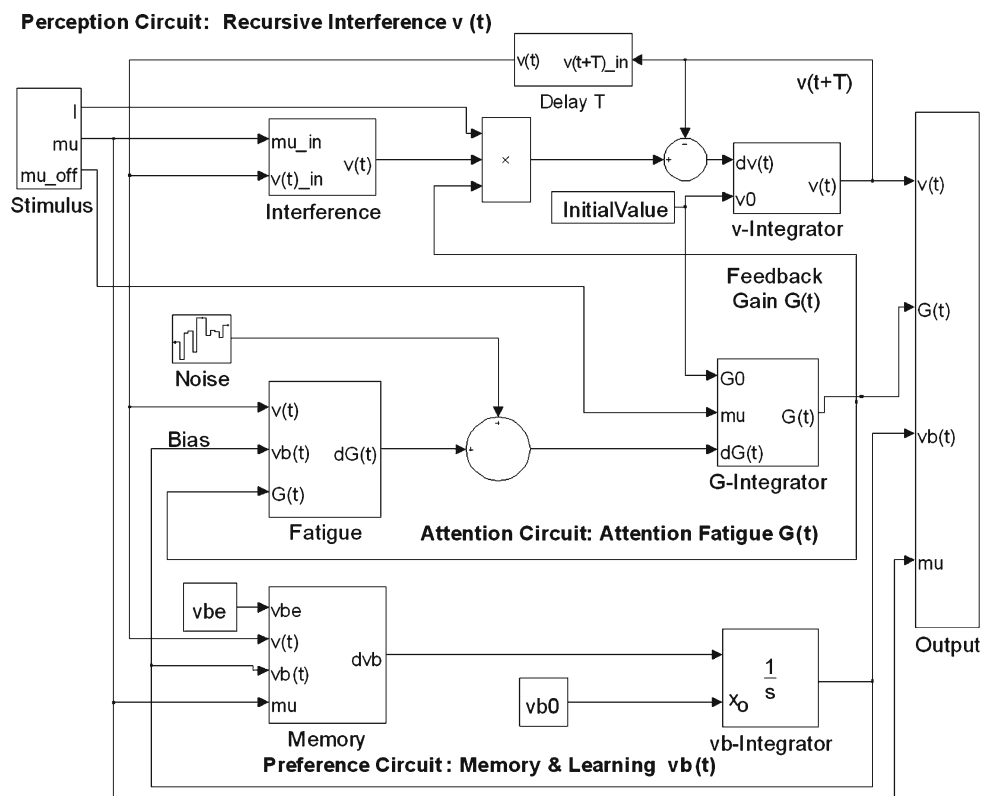 Perception Circuit: Recursive Interference v (t)
v(t) v(t+T)_in
Delay T
v(t+T)
I
mu
mu_off
Stimulus
mu_in
v(t)_in
v(t)
Interference
×
+
-
dv(t)
v0
v(t)
v-Integrator
InitialValue
v(t)
G(t)
vb(t)
mu
Output
Feedback
Gain G(t)
Noise
G0
mu
dG(t)
G(t)
G-Integrator
Bias
v(t)
vb(t)
G(t)
dG(t)
Fatigue
+
+
Attention Circuit: Attention Fatigue G(t)
vbe
vbe
v(t)
vb(t)
mu
dvb
Memory
vb0
1
s
xo
vb-Integrator
Preference Circuit: Memory & Learning vb(t)